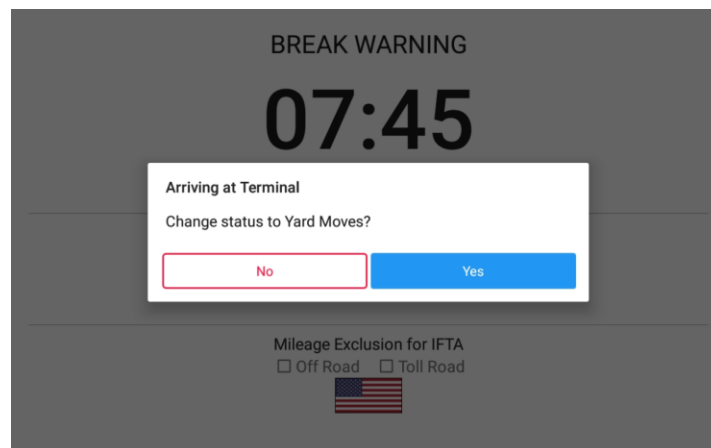 BREAK WARNING
07:45
Arriving at Terminal
Change status to Yard Moves?
No Yes
Mileage Exclusion for IFTA
Off Road Toll Road